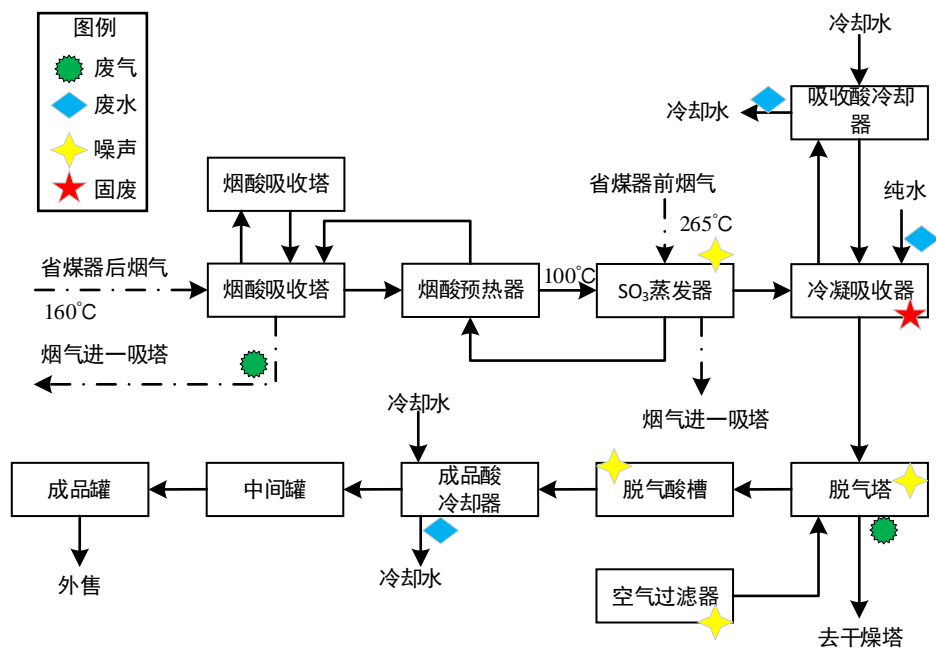 图例
废气
废水
噪声
固废
冷却水
吸收酸冷却
器
冷却水
纯水
烟酸吸收塔
省煤器前烟气
265℃
省煤器后烟气
160℃
烟酸吸收塔
烟酸预热器
100℃
SO₃蒸发器
冷凝吸收器
烟气进一吸塔
烟气进一吸塔
冷却水
成品罐
中间罐
成品酸
冷却器
脱气酸槽
脱气塔
外售
冷却水
空气过滤器
去干燥塔